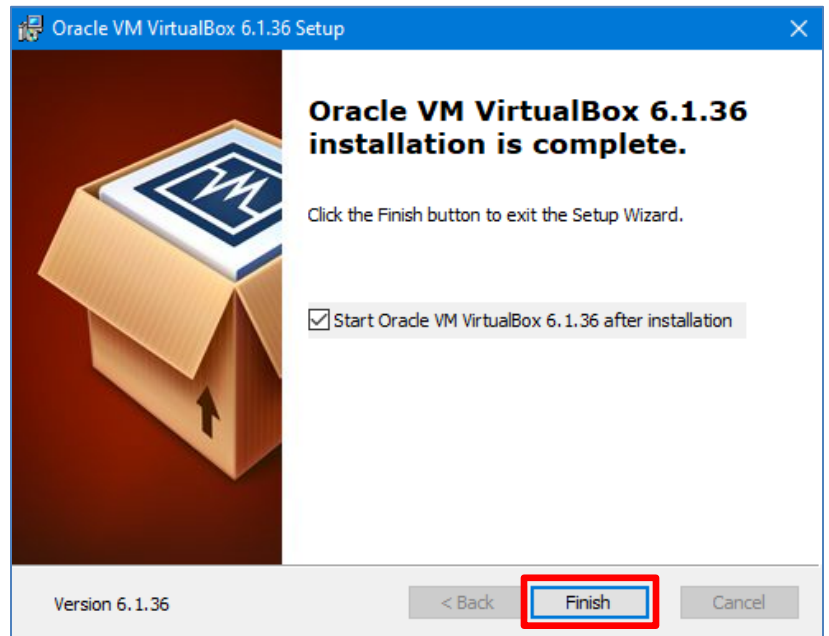 Oracle VM VirtualBox 6.1.36 Setup
Oracle VM VirtualBox 6.1.36
installation is complete.
Click the Finish button to exit the Setup Wizard.
Start Oracle VM VirtualBox 6.1.36 after installation
Version 6.1.36
< Back
Finish
Cancel